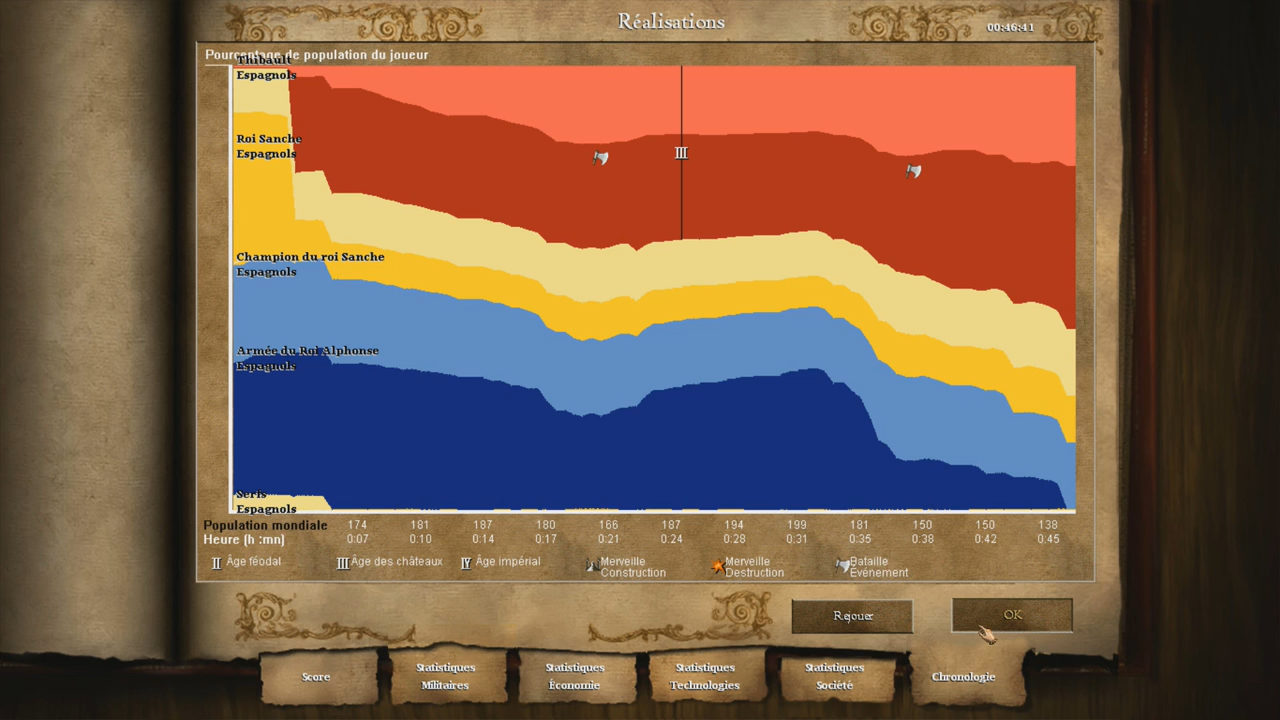 Réalisations
00:46:41
Pourcentage de population du joueur
Thibault
Espagnols
Roi Sanche
Espagnols
Champion du roi Sanche
Espagnols
Armée du Roi Alphonse
Espagnols
Serfs
Espagnols
III
Population mondiale 174 181 187 180 166 187 194 199 181 150 150 138
Heure (h :mn) 0:07 0:10 0:14 0:17 0:21 0:24 0:28 0:31 0:35 0:38 0:42 0:45
II Âge féodal III Âge des châteaux IV Âge impérial Merveille Merveille Bataille
Construction Destruction Evénement
Rejouer OK
Score Statistiques Statistiques Statistiques Statistiques Chronologie
Militaires Économie Technologies Société